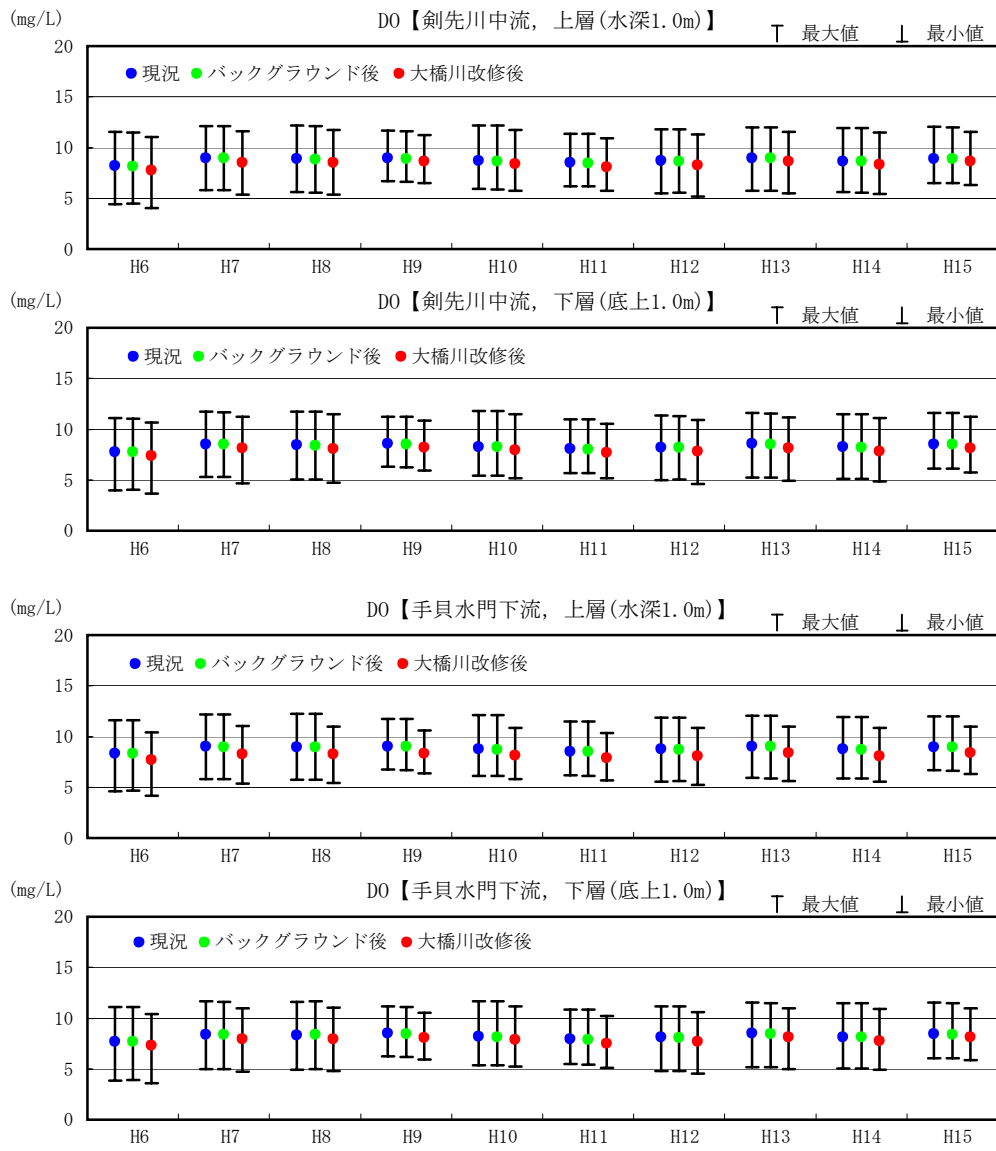 (mg/L) DO【剣先川中流, 上層(水深1.0m)】 最大値 最小値
20
● 現況 ● バックグラウンド後 ● 大橋川改修後
15
10
5
0
H6 H7 H8 H9 H10 H11 H12 H13 H14 H15
(mg/L) DO【剣先川中流, 下層(底上1.0m)】 最大値 最小値
20
● 現況 ● バックグラウンド後 ● 大橋川改修後
15
10
5
0
H6 H7 H8 H9 H10 H11 H12 H13 H14 H15
(mg/L) DO【手貝水門下流, 上層(水深1.0m)】 最大値 最小値
20
● 現況 ● バックグラウンド後 ● 大橋川改修後
15
10
5
0
H6 H7 H8 H9 H10 H11 H12 H13 H14 H15
(mg/L) DO【手貝水門下流, 下層(底上1.0m)】 最大値 最小値
20
● 現況 ● バックグラウンド後 ● 大橋川改修後
15
10
5
0
H6 H7 H8 H9 H10 H11 H12 H13 H14 H15